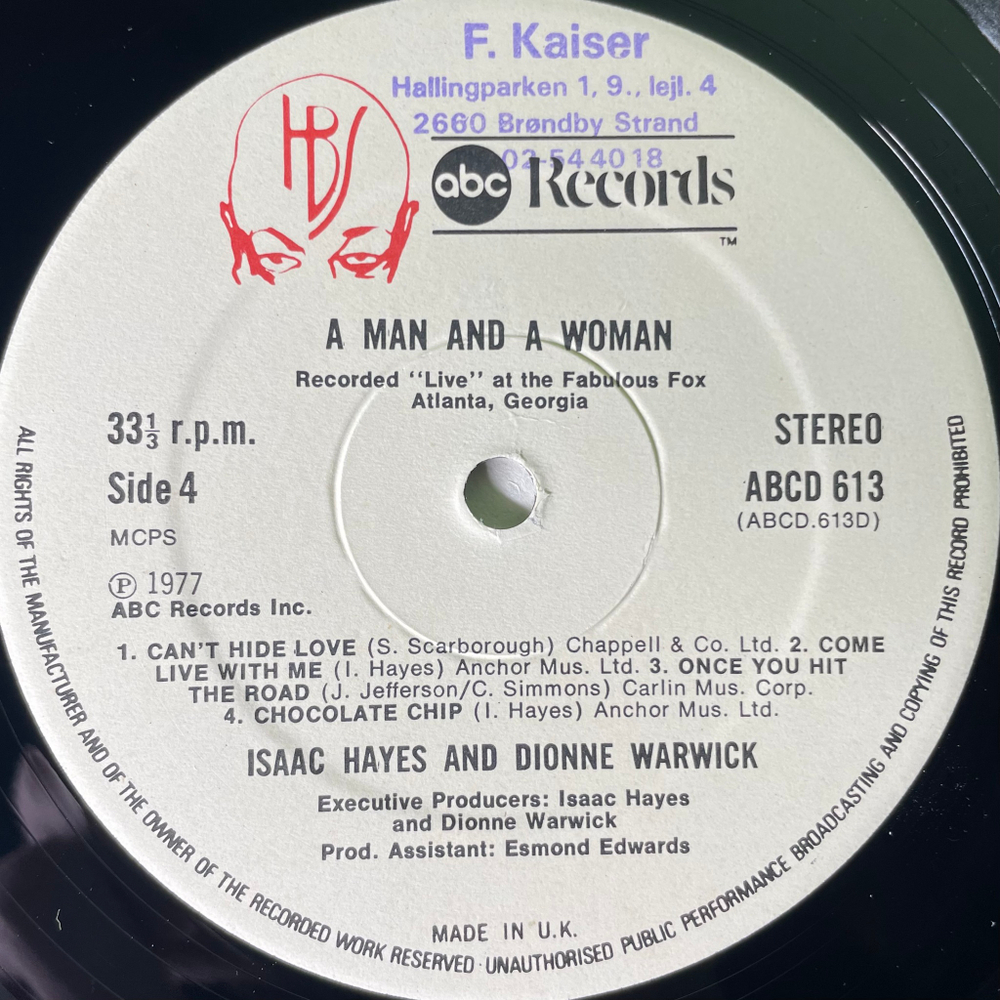 F. Kaiser
Hallingparken 1, 9., lejl. 4
2660 Brøndby Strand
02-544018
HBS
abc Records
TM
A MAN AND A WOMAN
Recorded “Live” at the Fabulous Fox
Atlanta, Georgia
33⅓ r.p.m.
STEREO
Side 4
ABCD 613
MCPS
(ABCD.613D)
Ⓟ 1977
ABC Records Inc.
1. CAN'T HIDE LOVE (S. Scarborough) Chappell & Co. Ltd. 2. COME
LIVE WITH ME (I. Hayes) Anchor Mus. Ltd. 3. ONCE YOU HIT
THE ROAD (J. Jefferson/C. Simmons) Carlin Mus. Corp.
4. CHOCOLATE CHIP (I. Hayes) Anchor Mus. Ltd.
ISAAC HAYES AND DIONNE WARWICK
Executive Producers: Isaac Hayes
and Dionne Warwick
Prod. Assistant: Esmond Edwards
MADE IN U.K.
ALL RIGHTS OF THE MANUFACTURER AND OF THE OWNER OF THE RECORDED WORK RESERVED · UNAUTHORISED PUBLIC PERFORMANCE BROADCASTING AND COPYING OF THIS RECORD PROHIBITED